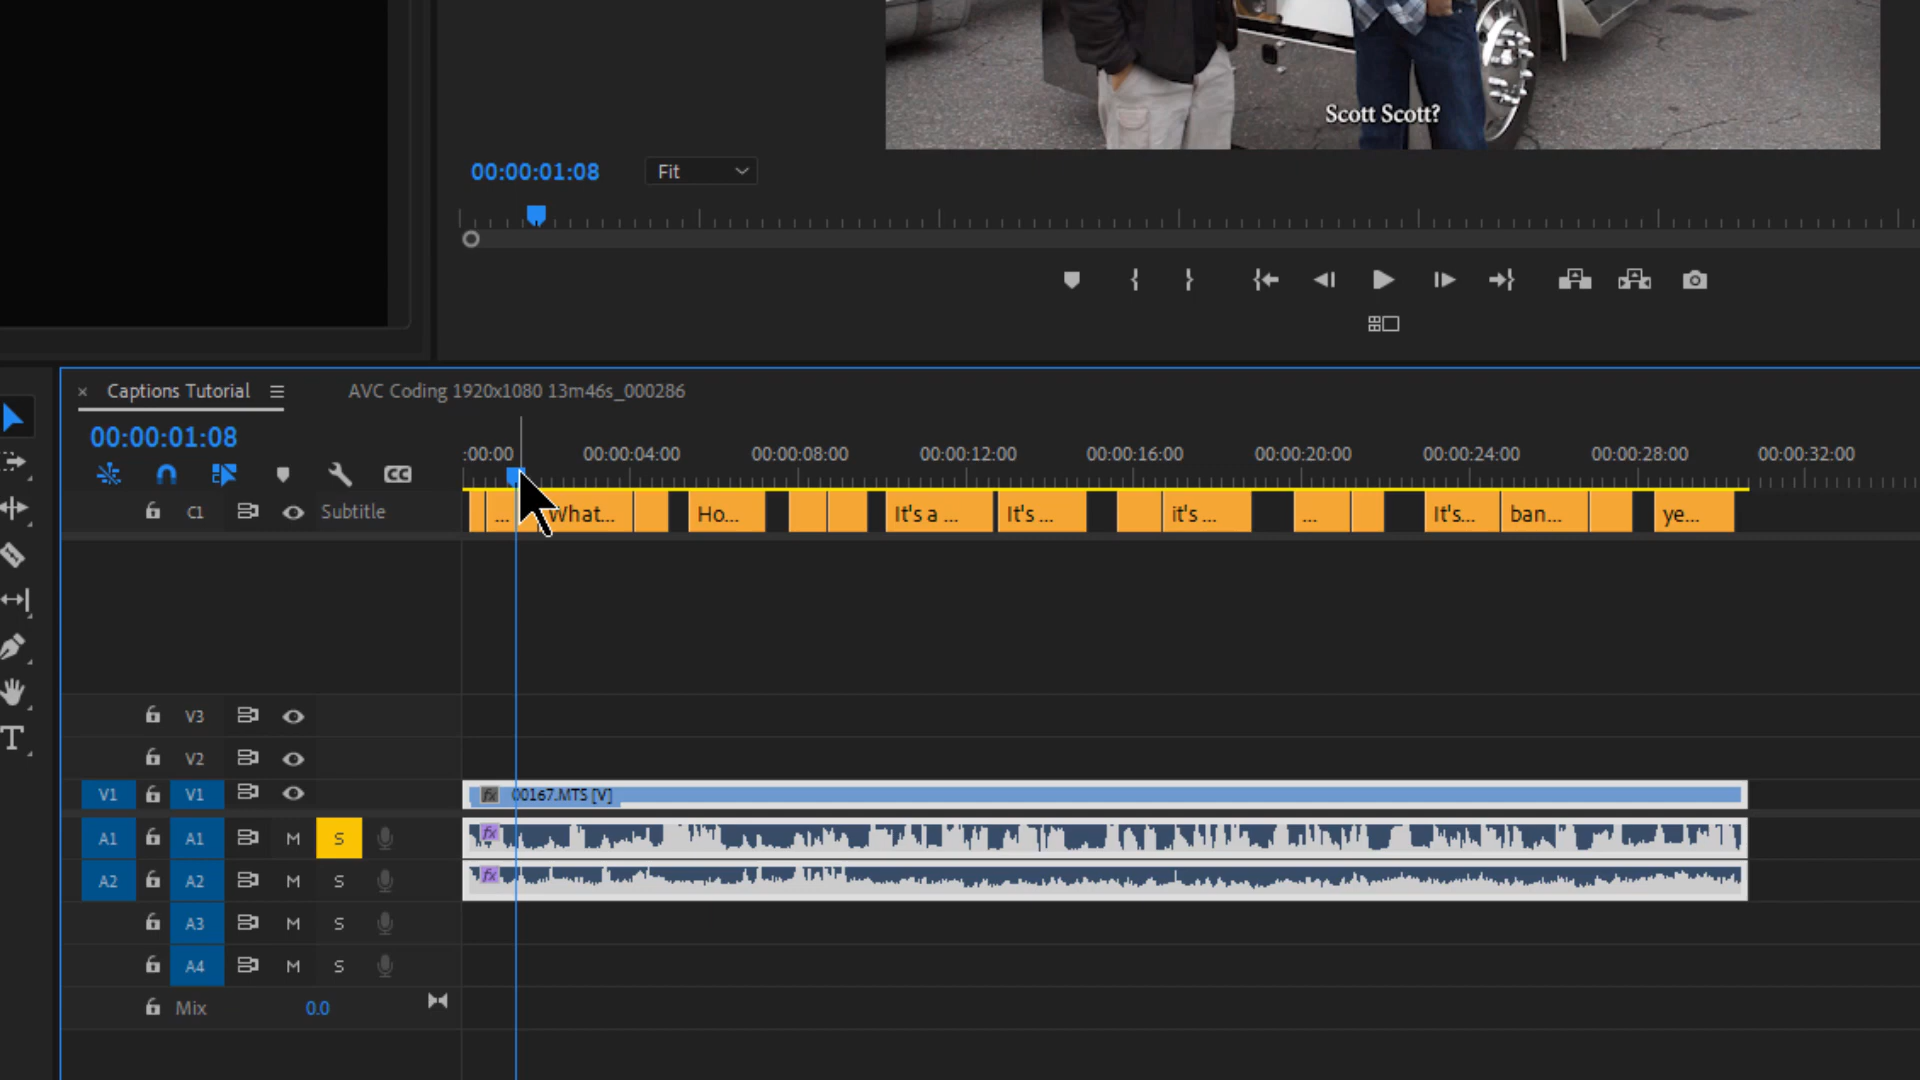 Scott Scott?
00:00:01:08 Fit
× Captions Tutorial AVC Coding 1920x1080 13m46s_000286
00:00:01:08
:00:00 00:00:04:00 00:00:08:00 00:00:12:00 00:00:16:00 00:00:20:00 00:00:24:00 00:00:28:00 00:00:32:00
CC
C1 Subtitle ... What... Ho... It's a ... It's ... it's ... ... It's... ban... ye...
V3
V2
V1 V1 fx 00167.MTS [V]
A1 A1 M S fx
A2 A2 M S fx
A3 M S
A4 M S
Mix 0.0